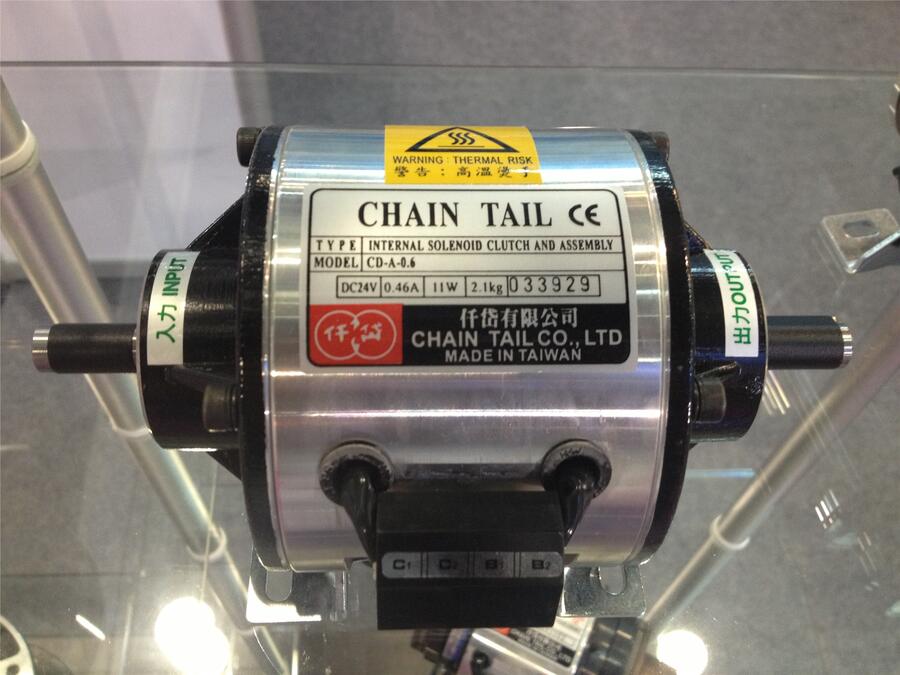 WARNING : THERMAL RISK
警告：高溫燙手
CHAIN TAIL CE
TYPE INTERNAL SOLENOID CLUTCH AND ASSEMBLY
MODEL CD-A-0.6
DC24V 0.46A 11W 2.1kg 033929
仟岱 仟岱有限公司
CHAIN TAIL CO., LTD
MADE IN TAIWAN
入力 INPUT
出力 OUTPUT
C1 C2 B1 B2